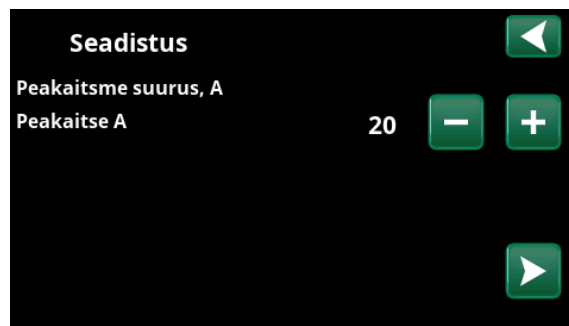 Seadistus
Peakaitsme suurus, A
Peakaitse A 20 − +